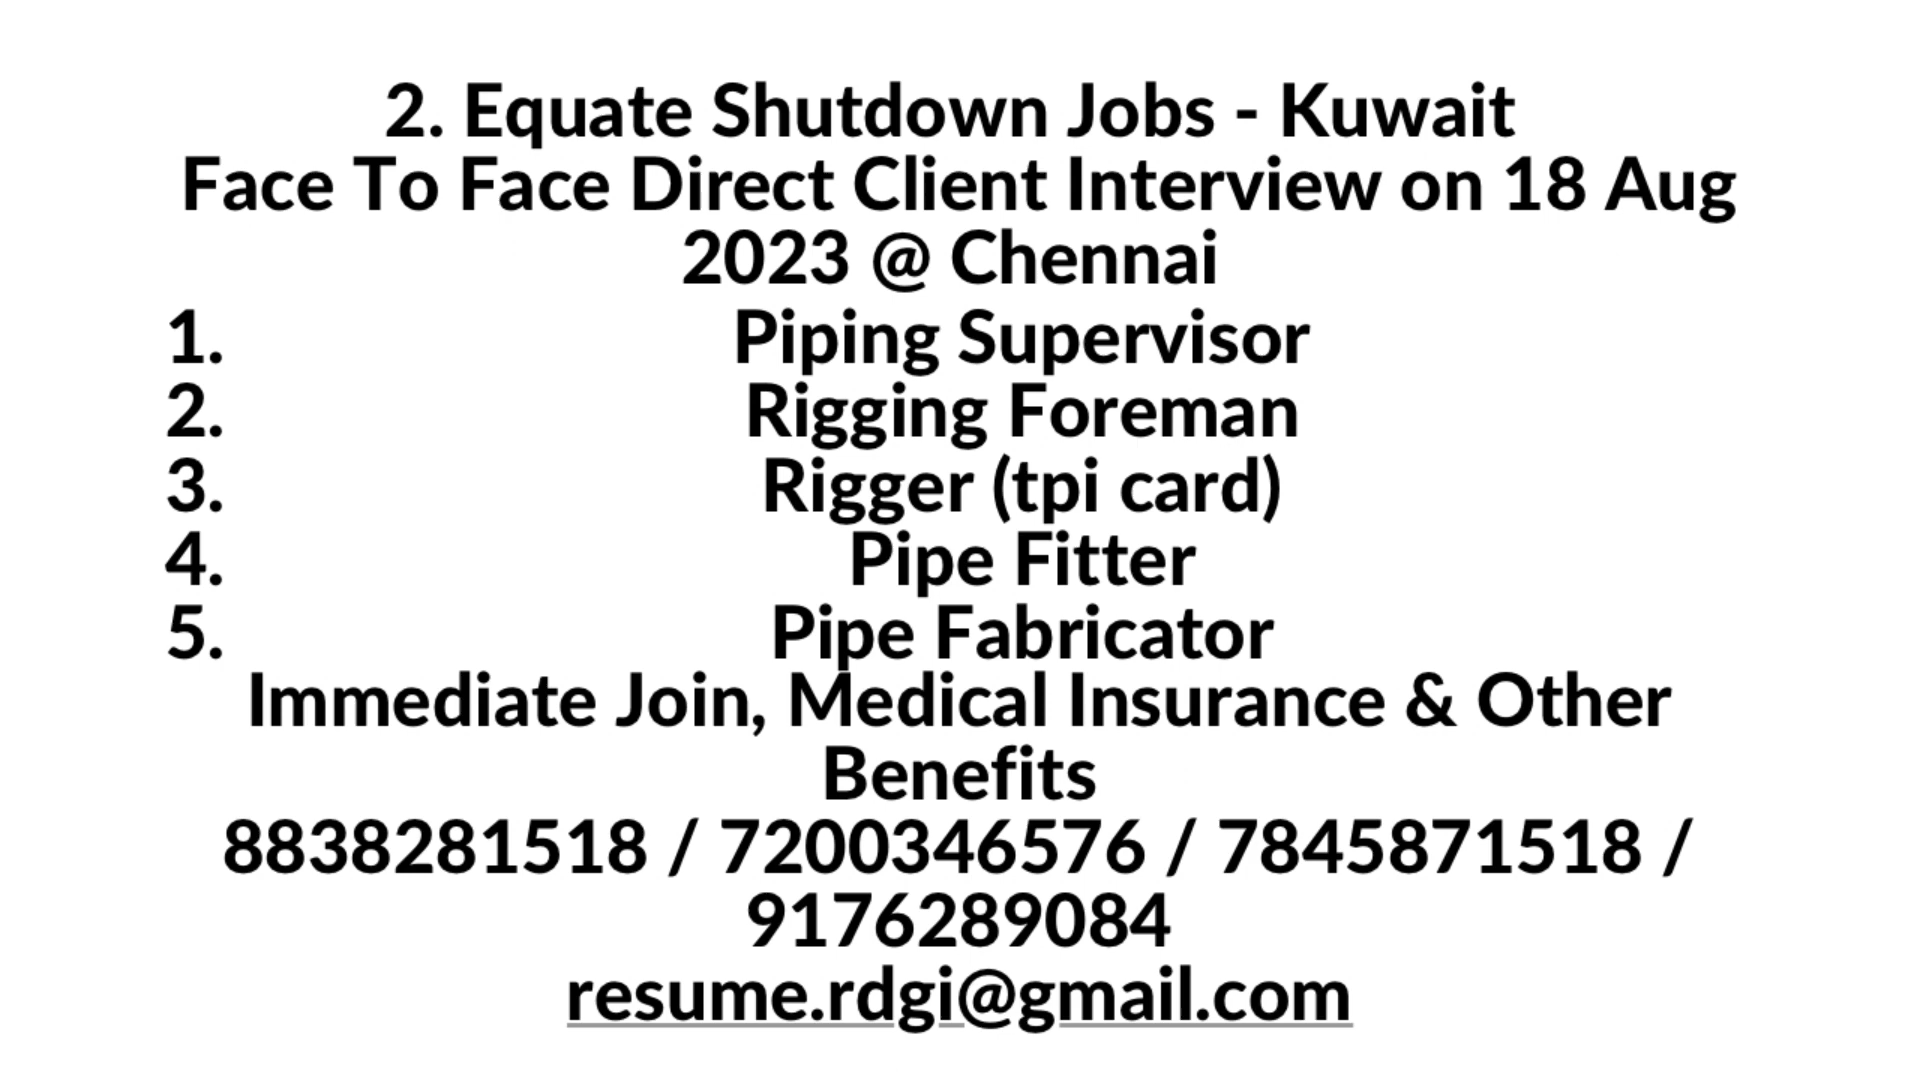 2. Equate Shutdown Jobs - Kuwait
Face To Face Direct Client Interview on 18 Aug
2023 @ Chennai
1. Piping Supervisor
2. Rigging Foreman
3. Rigger (tpi card)
4. Pipe Fitter
5. Pipe Fabricator
Immediate Join, Medical Insurance & Other
Benefits
8838281518 / 7200346576 / 7845871518 /
9176289084
resume.rdgi@gmail.com